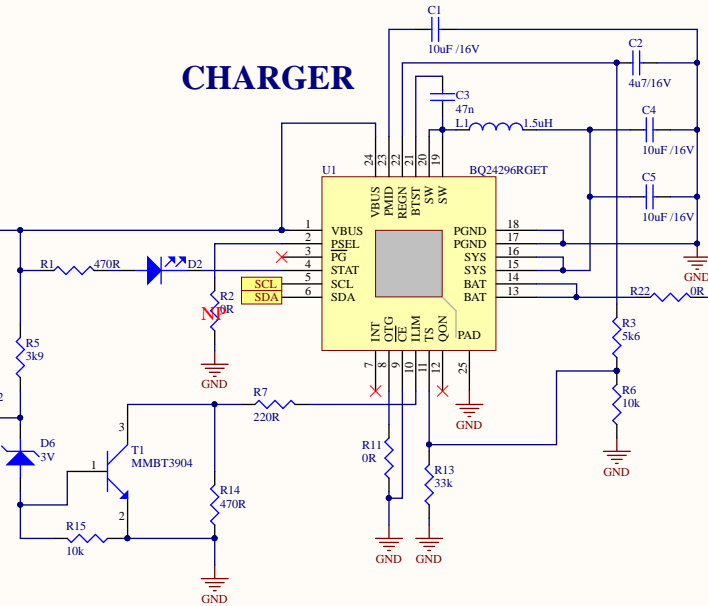 C1
10uF /16V
C2
4u7/16V
CHARGER
C3
47n
L1 1.5uH
C4
10uF /16V
U1 BQ24296RGET
24 23 22 21 20 19
VBUS PMID REGN BTST SW SW
C5
10uF /16V
1 VBUS PGND 18
2 PSEL PGND 17
3 PG SYS 16
4 STAT SYS 15
5 SCL BAT 14
6 SDA BAT 13
GND
R1 470R D2
SCL
SDA
R2
0R
NP
R22 0R
INT OTG CE ILIM TS QON PAD
7 8 9 10 11 12 25
R3
5k6
R5
3k9
GND
R6
10k
2
R7
220R
GND
D6
3V
3
T1
MMBT3904
1
2
R11
0R
R13
33k
GND
R14
470R
R15
10k
GND GND
GND